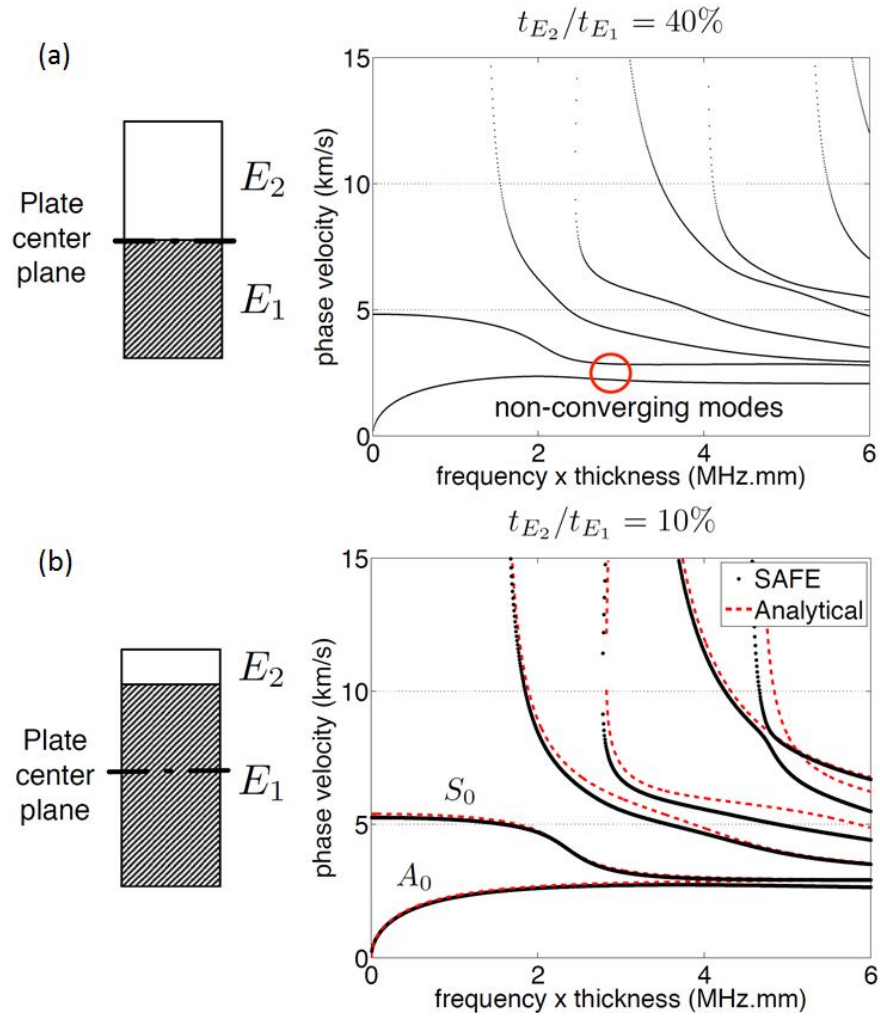 t_{E_2}/t_{E_1} = 40%
(a)
15
10
5
0
phase velocity (km/s)
E_2
Plate
center
plane
E_1
non-converging modes
0
2
4
6
frequency x thickness (MHz.mm)
t_{E_2}/t_{E_1} = 10%
(b)
15
10
5
0
phase velocity (km/s)
SAFE
Analytical
E_2
Plate
center
plane
E_1
S_0
A_0
0
2
4
6
frequency x thickness (MHz.mm)